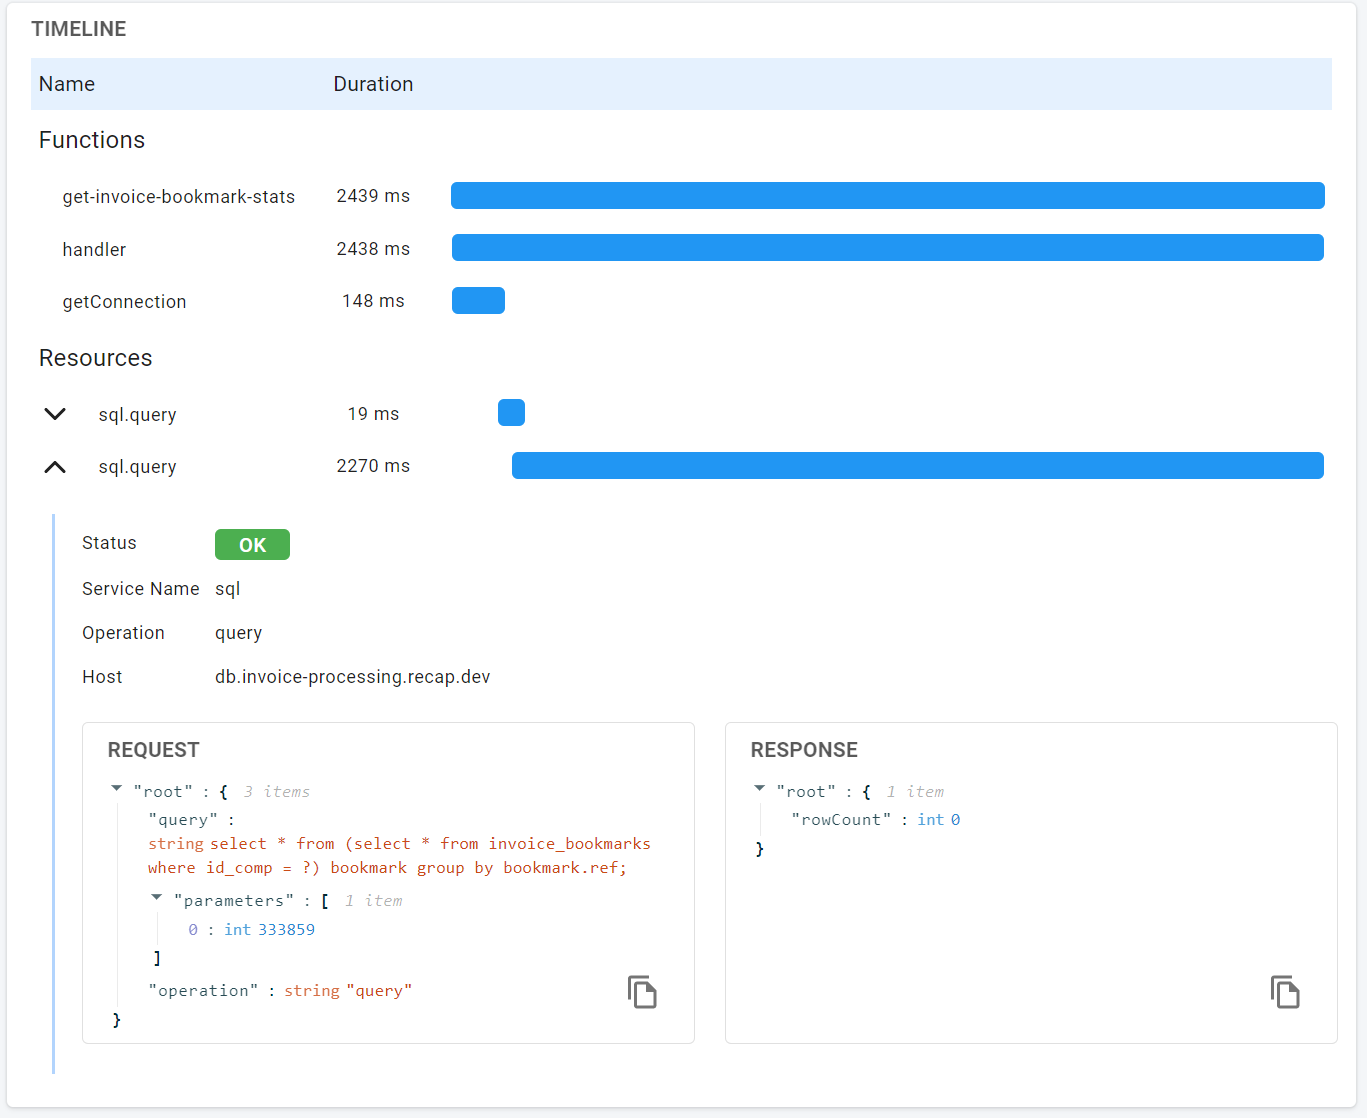 TIMELINE
Name Duration
Functions
get-invoice-bookmark-stats 2439 ms
handler 2438 ms
getConnection 148 ms
Resources
sql.query 19 ms
sql.query 2270 ms
Status OK
Service Name sql
Operation query
Host db.invoice-processing.recap.dev
REQUEST
"root" : { 3 items
"query" :
string select * from (select * from invoice_bookmarks
where id_comp = ?) bookmark group by bookmark.ref;
"parameters" : [ 1 item
0 : int 333859
]
"operation" : string "query"
}
RESPONSE
"root" : { 1 item
"rowCount" : int 0
}